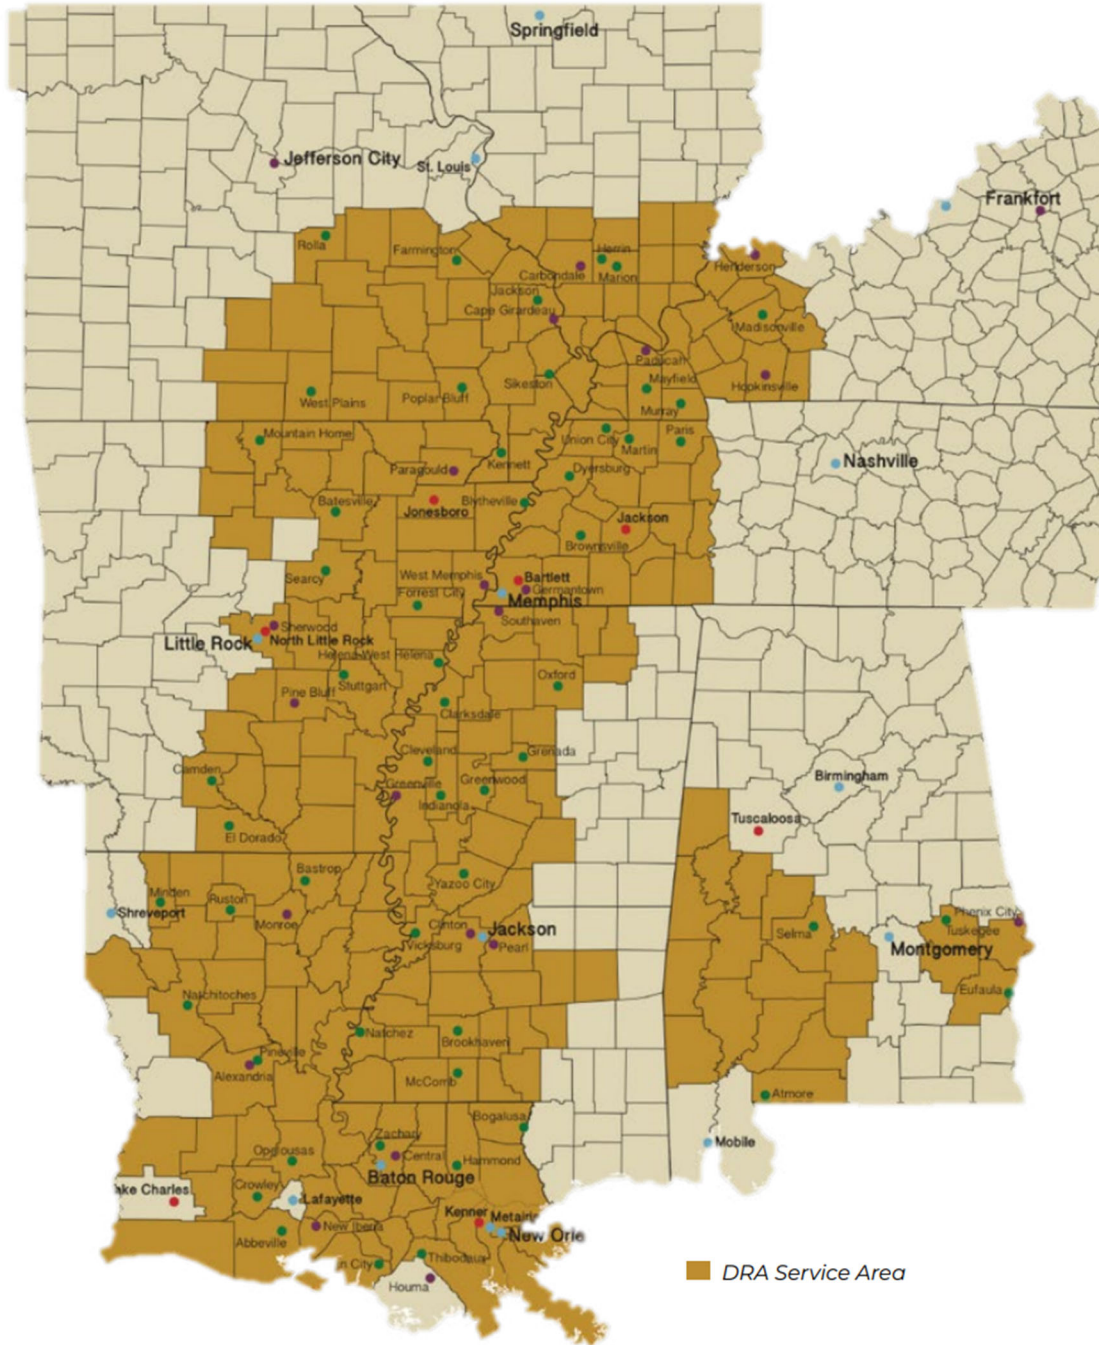 Springfield
Jefferson City
St. Louis
Frankfort
Rolla
Farmington
Herrin
Carbondale
Marion
Henderson
Jackson
Cape Girardeau
Madisonville
Paducah
Sikeston
Mayfield
Hopkinsville
West Plains
Poplar Bluff
Murray
Mountain Home
Union City
Martin
Paris
Nashville
Paragould
Kennett
Dyersburg
Batesville
Jonesboro
Blytheville
Jackson
Brownsville
Searcy
West Memphis
Bartlett
Germantown
Forrest City
Memphis
Southaven
Sherwood
Little Rock
North Little Rock
Helena-West Helena
Stuttgart
Oxford
Pine Bluff
Clarksdale
Cleveland
Grenada
Camden
Greenville
Greenwood
Birmingham
Indianola
Tuscaloosa
El Dorado
Bastrop
Yazoo City
Minden
Ruston
Shreveport
Monroe
Clinton
Jackson
Vicksburg
Pearl
Selma
Phenix City
Tuskegee
Montgomery
Natchitoches
Eufaula
Natchez
Brookhaven
Pineville
Alexandria
McComb
Atmore
Bogalusa
Zachary
Mobile
Opelousas
Central
Hammond
Baton Rouge
ake Charles
Crowley
Lafayette
New Iberia
Kenner
Metairi
New Orle
Abbeville
n City
Thibodaux
Houma
DRA Service Area